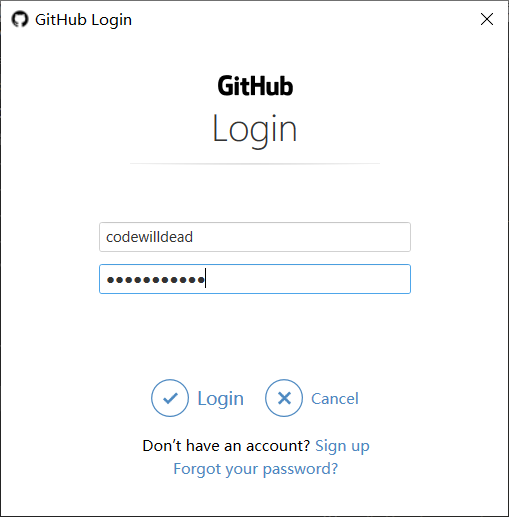 GitHub Login
GitHub
Login
codewilldead
●●●●●●●●●●●
Login Cancel
Don’t have an account? Sign up
Forgot your password?